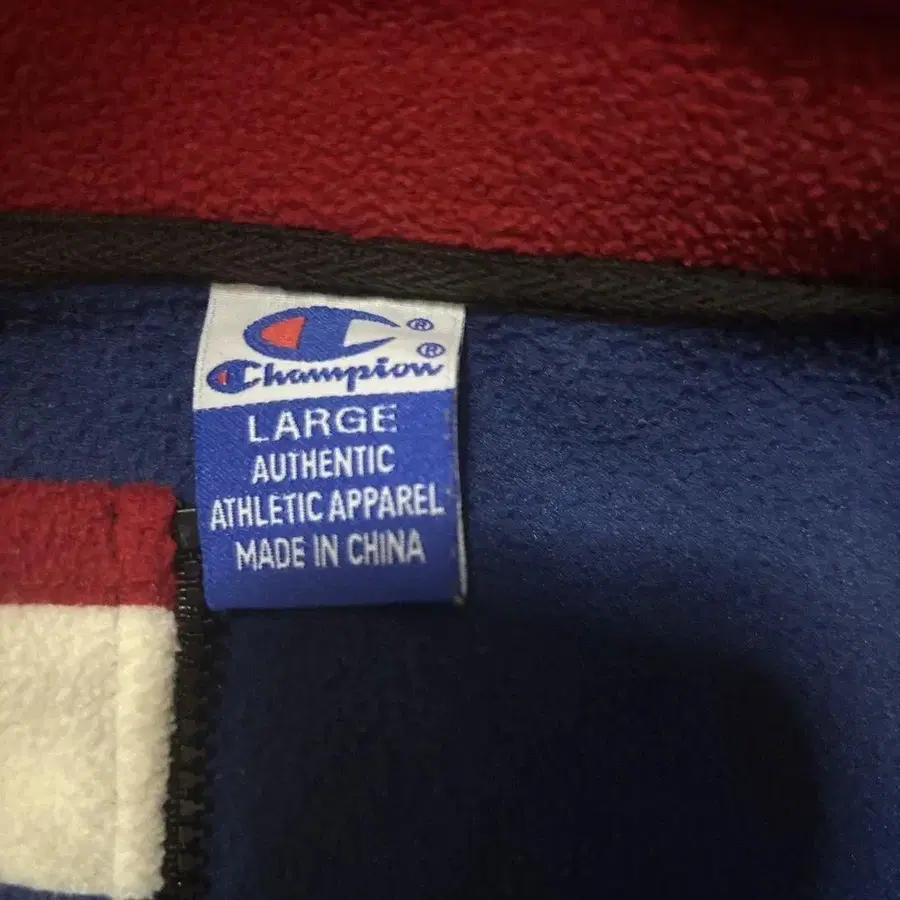 ®
Champion®
LARGE
AUTHENTIC
ATHLETIC APPAREL
MADE IN CHINA